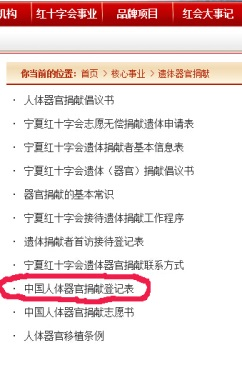 机构 红十字会事业 品牌项目 红会大事记
你当前的位置：首页 > 核心业务 > 遗体器官捐献
· 人体器官捐献倡议书
· 宁夏红十字会志愿无偿捐献遗体申请表
· 宁夏红十字会遗体捐献者基本信息表
· 宁夏红十字会遗体（器官）捐献倡议书
· 器官捐献的基本常识
· 宁夏红十字会接待遗体捐献工作程序
· 遗体捐献者首访接待登记表
· 宁夏红十字会遗体器官捐献联系方式
· 中国人体器官捐献登记表
· 中国人体器官捐献志愿书
· 人体器官移植条例